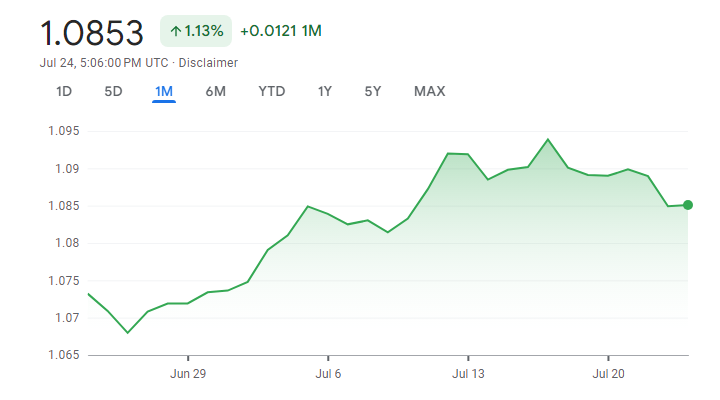 1.0853 ↑ 1.13% +0.0121 1M
Jul 24, 5:06:00 PM UTC · Disclaimer
1D 5D 1M 6M YTD 1Y 5Y MAX
1.095
1.09
1.085
1.08
1.075
1.07
1.065
Jun 29 Jul 6 Jul 13 Jul 20